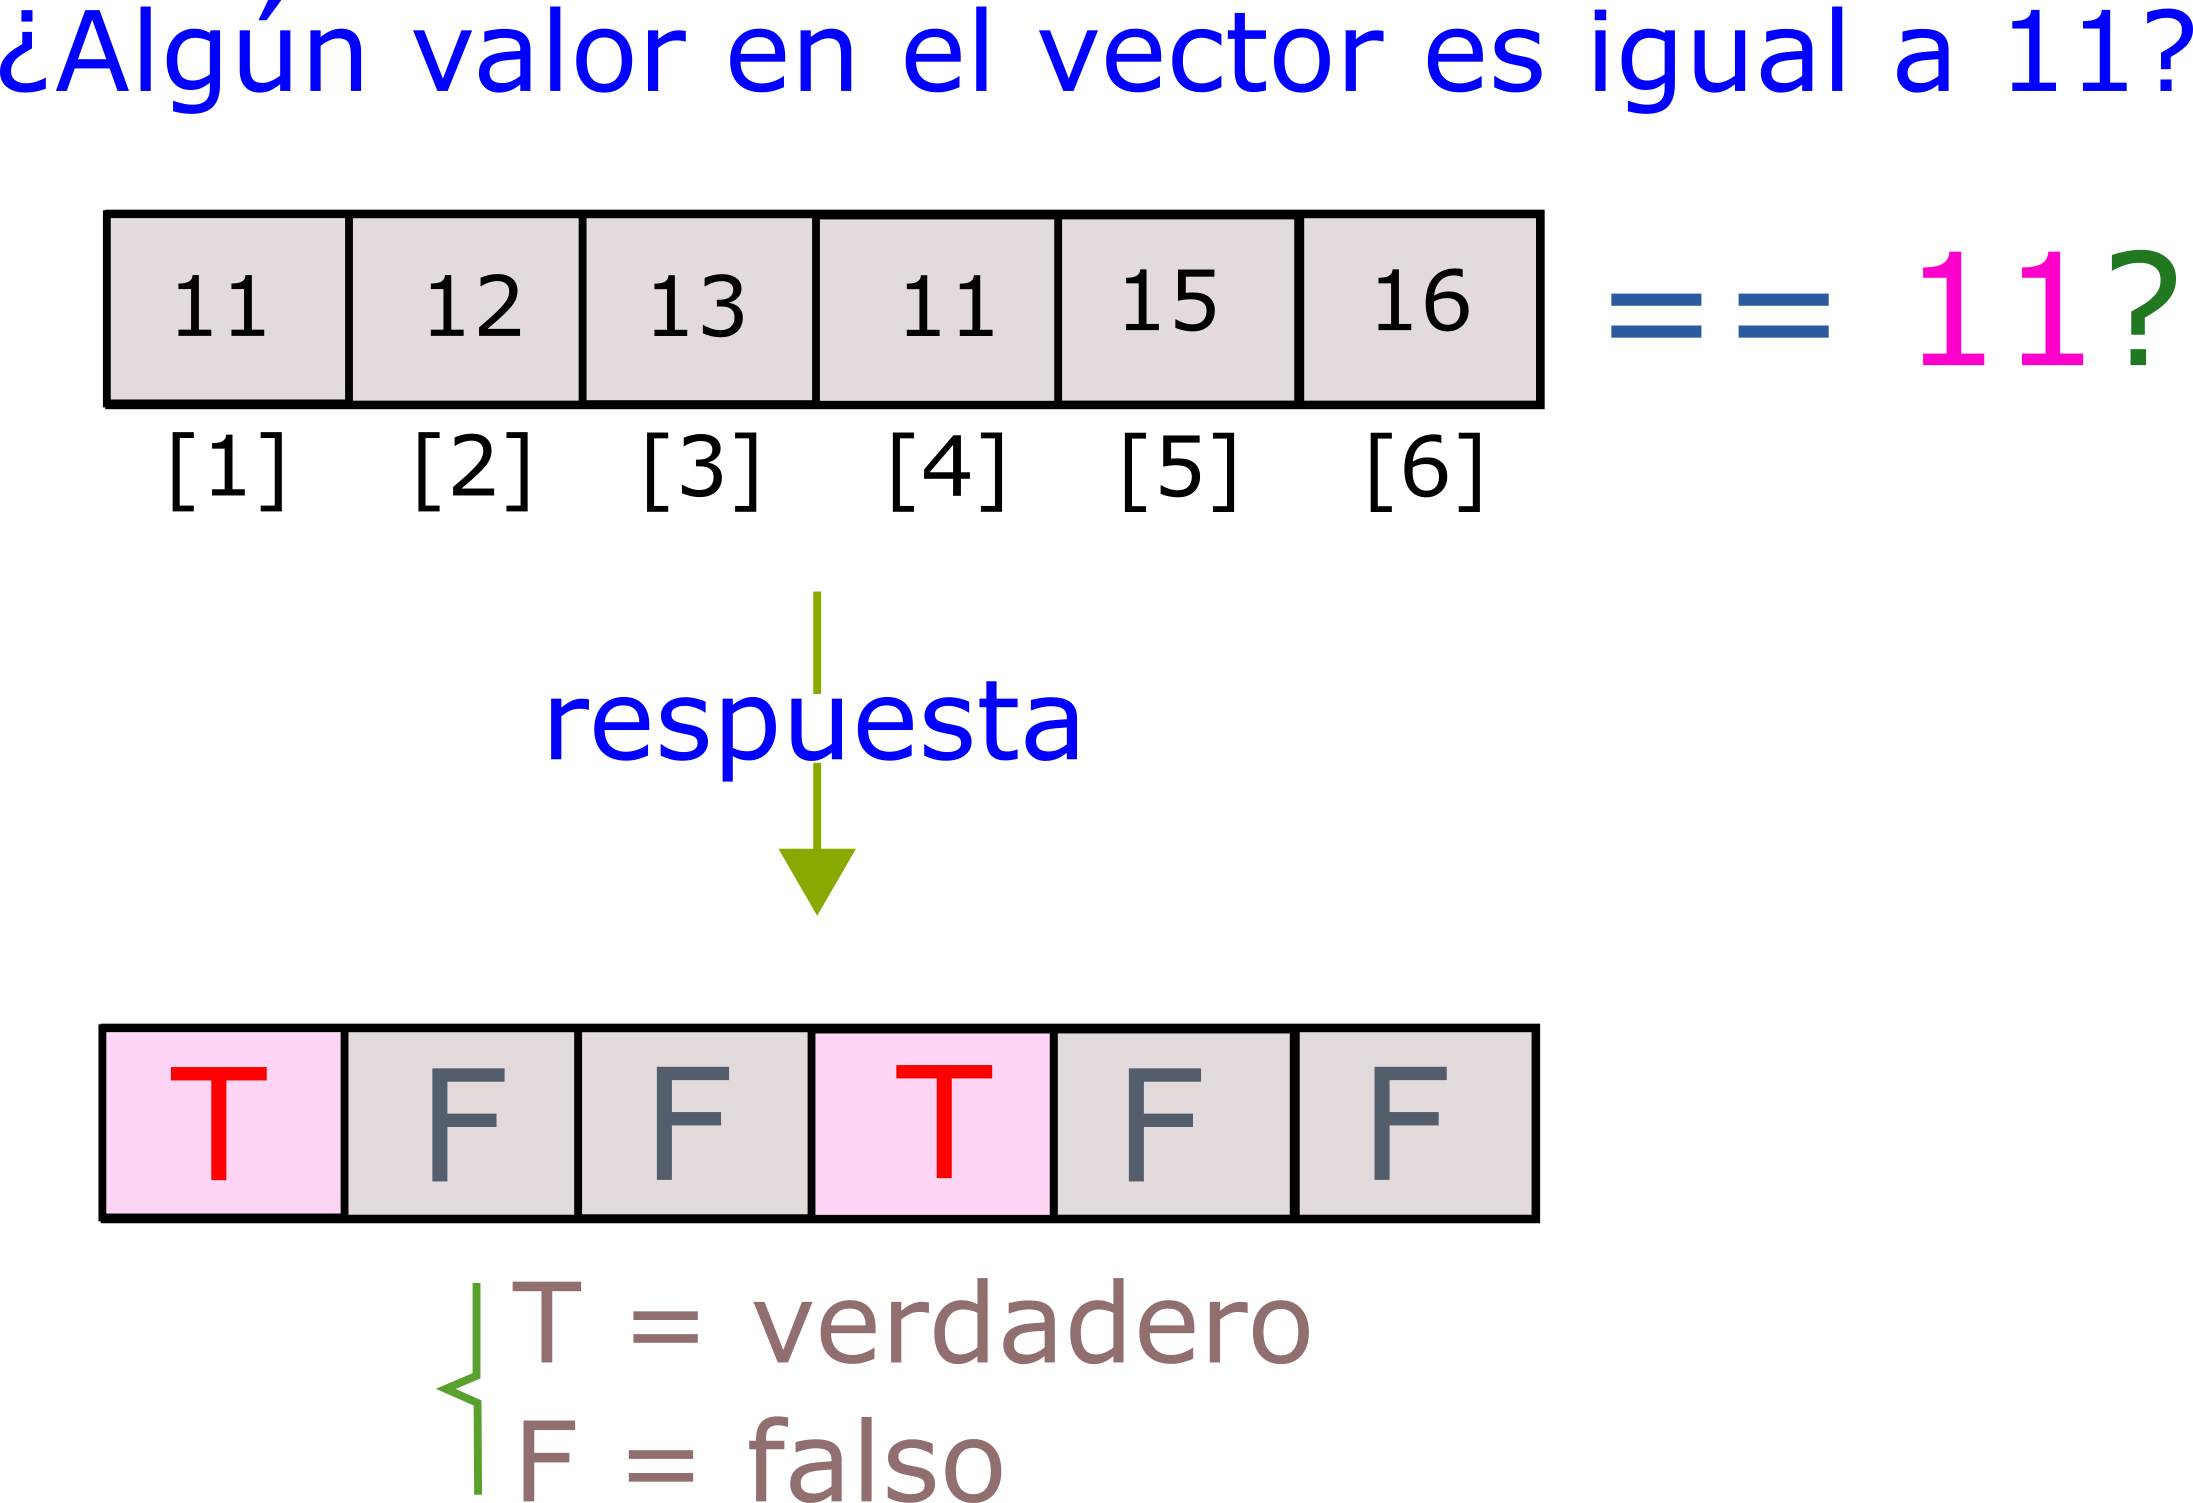 ¿Algún valor en el vector es igual a 11?
11 12 13 11 15 16 == 11?
[1] [2] [3] [4] [5] [6]
respuesta
T F F T F F
T = verdadero
F = falso